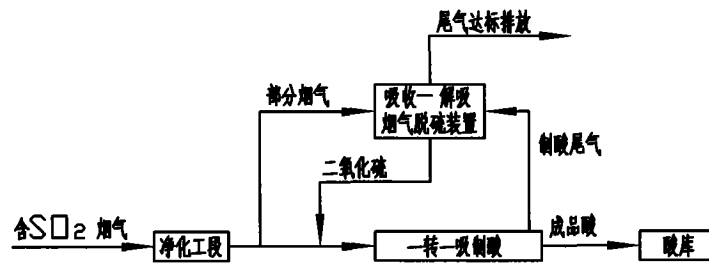 尾气达标排放
部分烟气
吸收一解吸
烟气脱硫装置
二氧化硫
制酸尾气
含SO2 烟气
净化工段
一转一吸制酸
成品酸
酸库